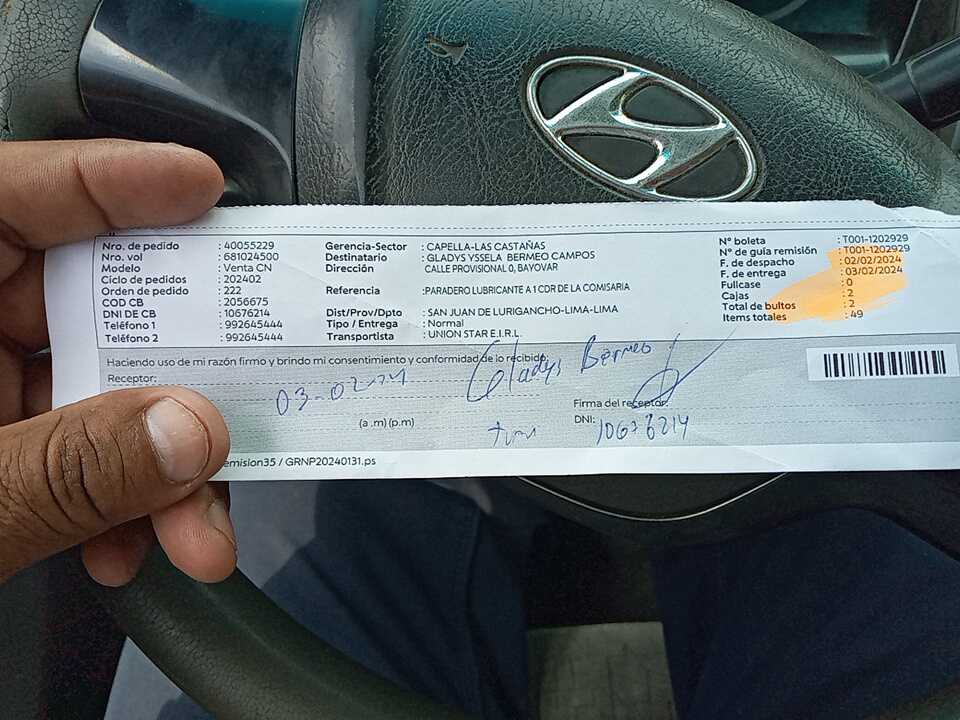 Nro. de pedido : 40055229
Nro. vol : 681024500
Modelo : Venta CN
Ciclo de pedidos : 202402
Orden de pedido : 222
COD CB : 2056675
DNI DE CB : 10676214
Teléfono 1 : 992645444
Teléfono 2 : 992645444
Gerencia-Sector : CAPELLA-LAS CASTAÑAS
Destinatario : GLADYS YSSELA BERMEO CAMPOS
Dirección CALLE PROVISIONAL 0, BAYOVAR
Referencia :PARADERO LUBRICANTE A 1 CDR DE LA COMISARIA
Dist/Prov/Dpto : SAN JUAN DE LURIGANCHO-LIMA-LIMA
Tipo / Entrega : Normal
Transportista : UNION STAR E.I.R.L.
N° boleta : T001-1202929
N° de guía remisión : T001-1202929
F. de despacho : 02/02/2024
F. de entrega : 03/02/2024
Fullcase : 0
Cajas : 2
Total de bultos : 2
Items totales : 49
Haciendo uso de mi razón firmo y brindo mi consentimiento y conformidad de lo recibido.
Receptor:
03-02-24 Gladys Bermeo
Firma del receptor:
(a .m) (p.m)
DNI: 10676214
emision35 / GRNP20240131.ps